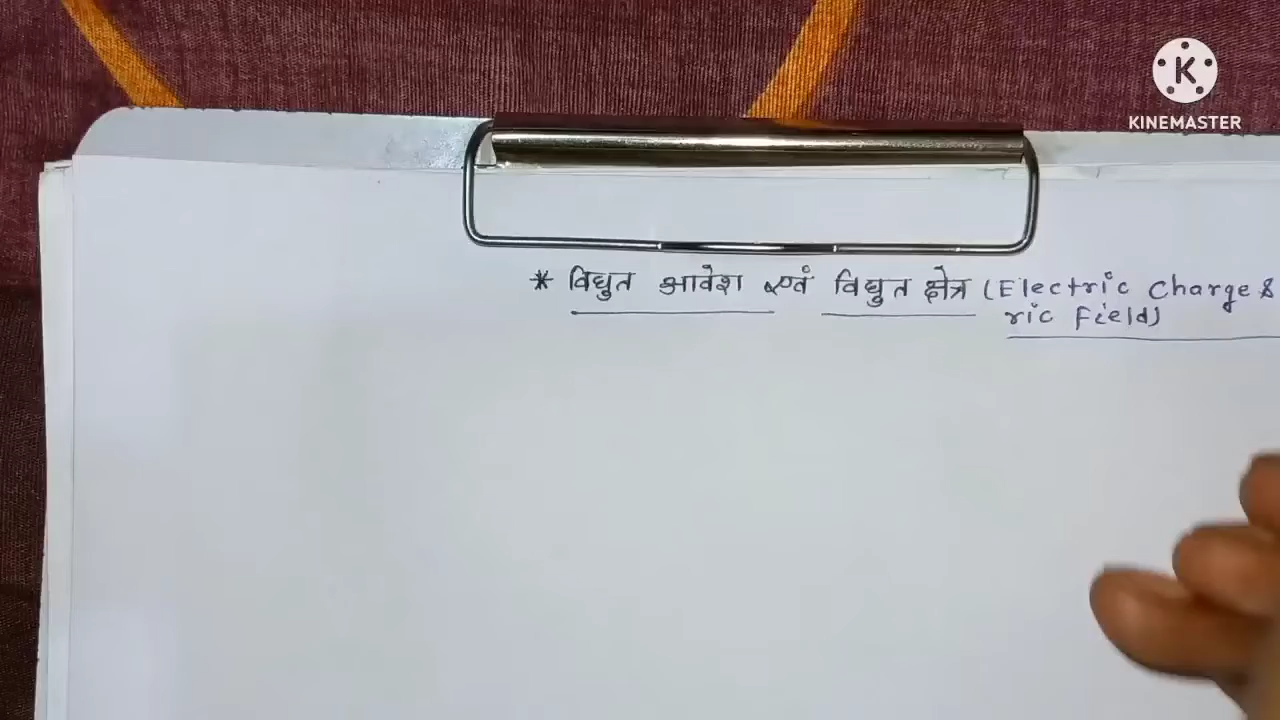 KINEMASTER
* विद्युत आवेश एवं विद्युत क्षेत्र (Electric Charge &
ric Field)